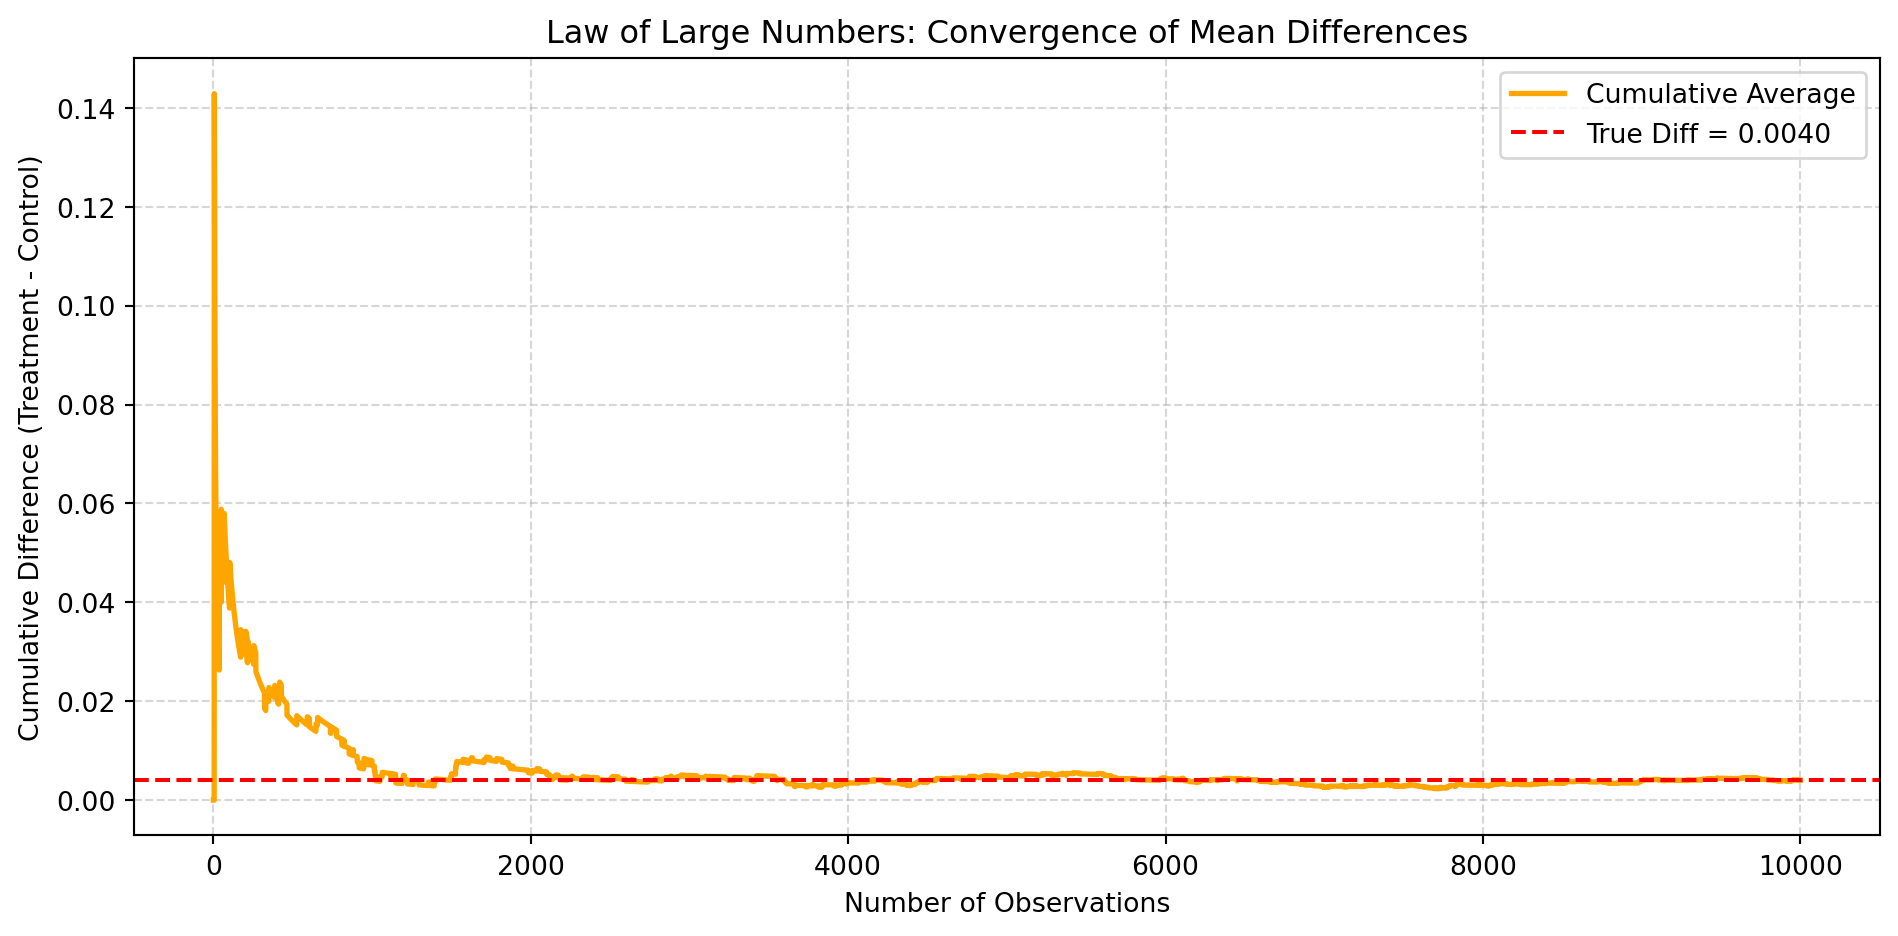 Law of Large Numbers: Convergence of Mean Differences
Cumulative Average
True Diff = 0.0040
Cumulative Difference (Treatment - Control)
0.14
0.12
0.10
0.08
0.06
0.04
0.02
0.00
0
2000
4000
6000
8000
10000
Number of Observations